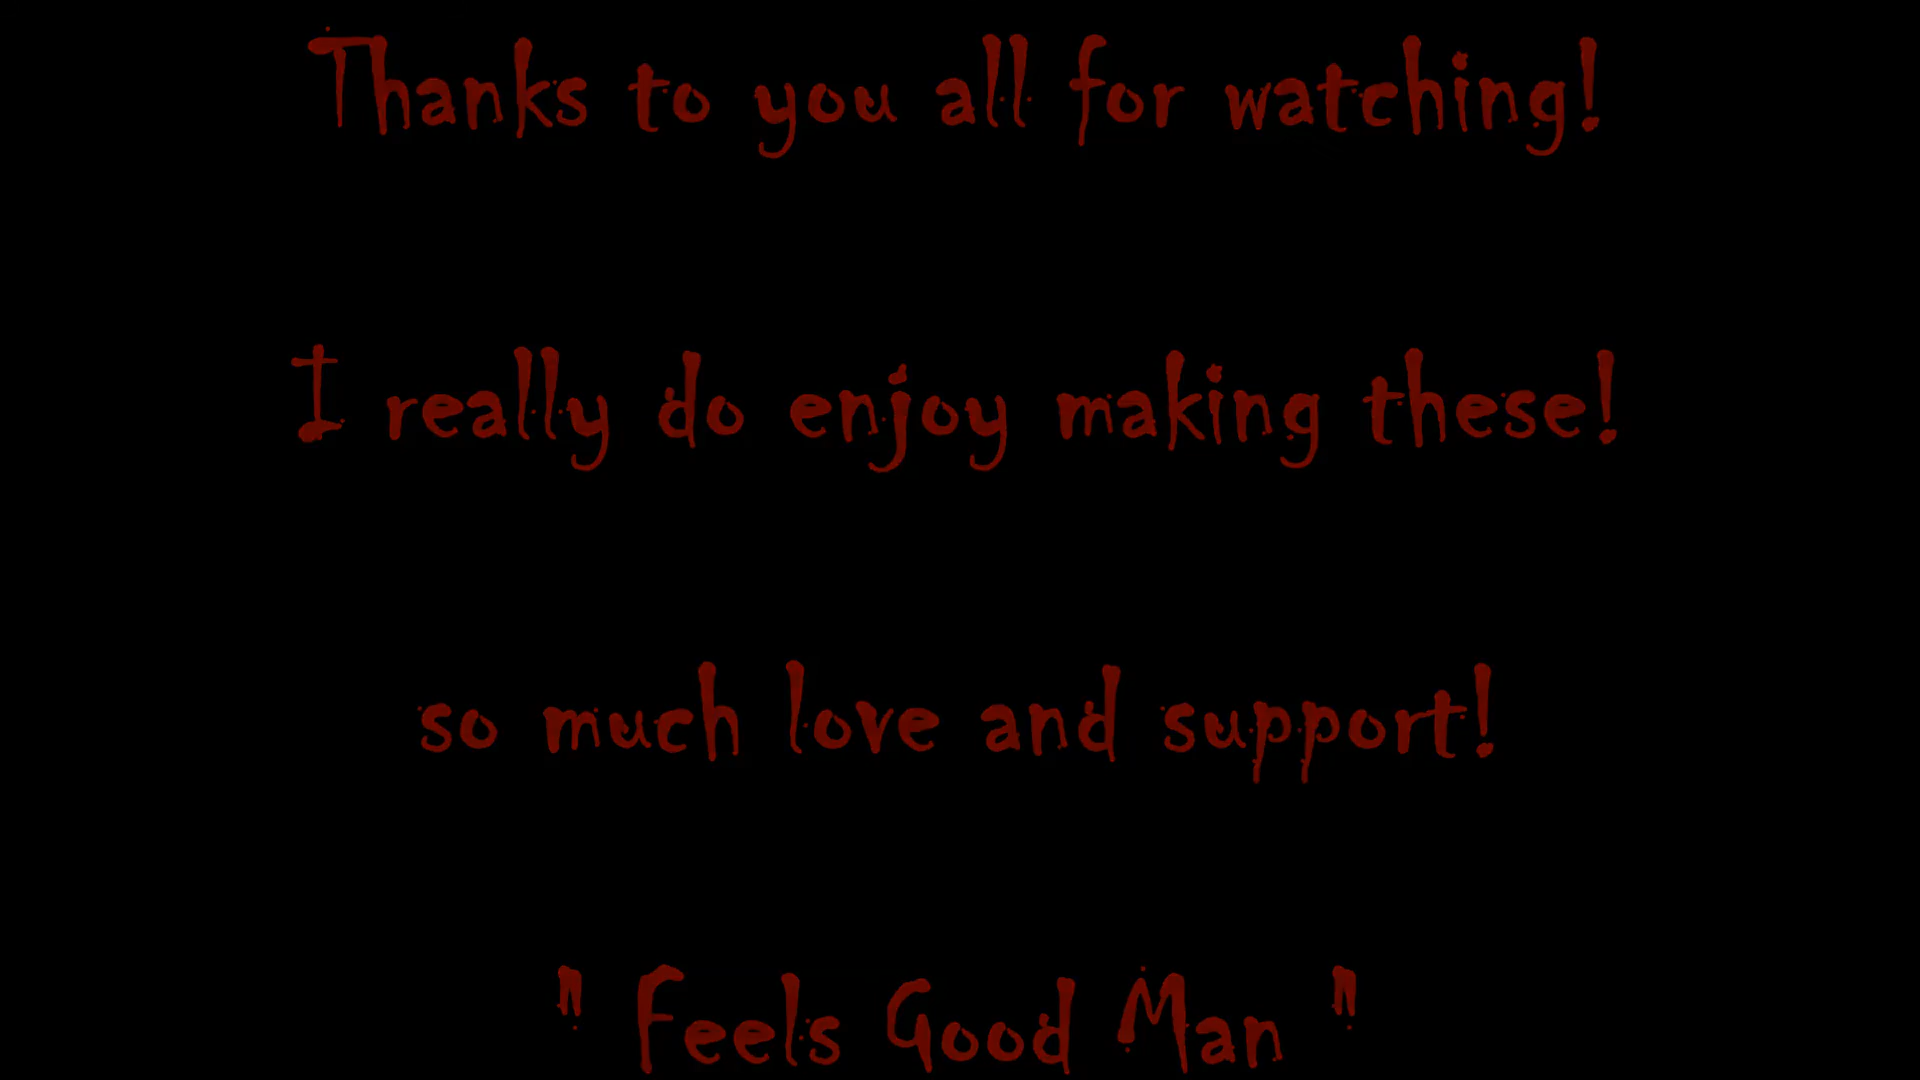 Thanks to you all for watching!
I really do enjoy making these!
so much love and support!
" Feels Good Man "